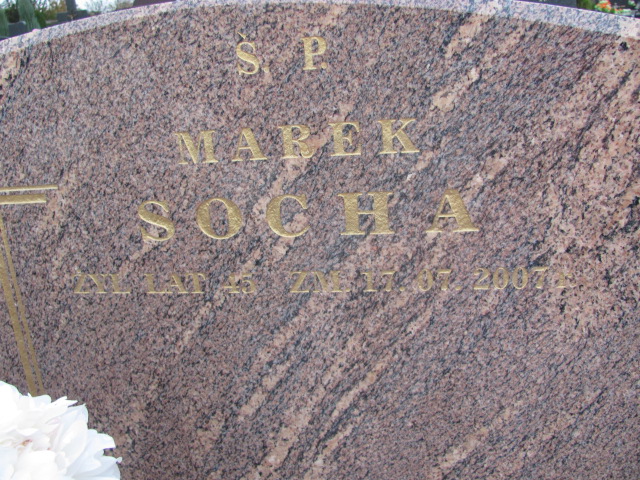 Ś. P.
MAREK
SOCHA
ŻYŁ LAT 45 ZM. 17. 07 2007 r.